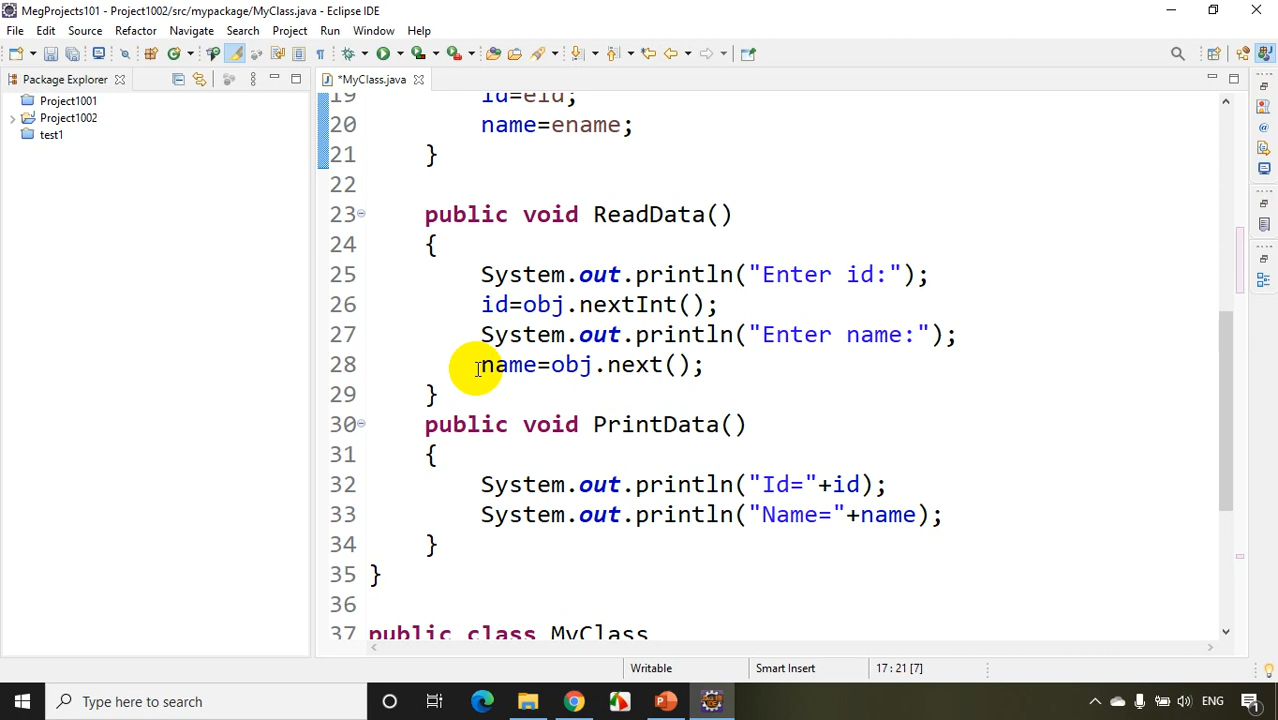 MegProjects101 - Project1002/src/mypackage/MyClass.java - Eclipse IDE
File Edit Source Refactor Navigate Search Project Run Window Help
Package Explorer
*MyClass.java
Project1001
Project1002
test1
19 id=eid;
20 name=ename;
21 }
22
23 public void ReadData()
24 {
25 System.out.println("Enter id:");
26 id=obj.nextInt();
27 System.out.println("Enter name:");
28 name=obj.next();
29 }
30 public void PrintData()
31 {
32 System.out.println("Id="+id);
33 System.out.println("Name="+name);
34 }
35 }
36
37 public class MyClass
Writable Smart Insert 17 : 21 [7]
Type here to search
ENG
1